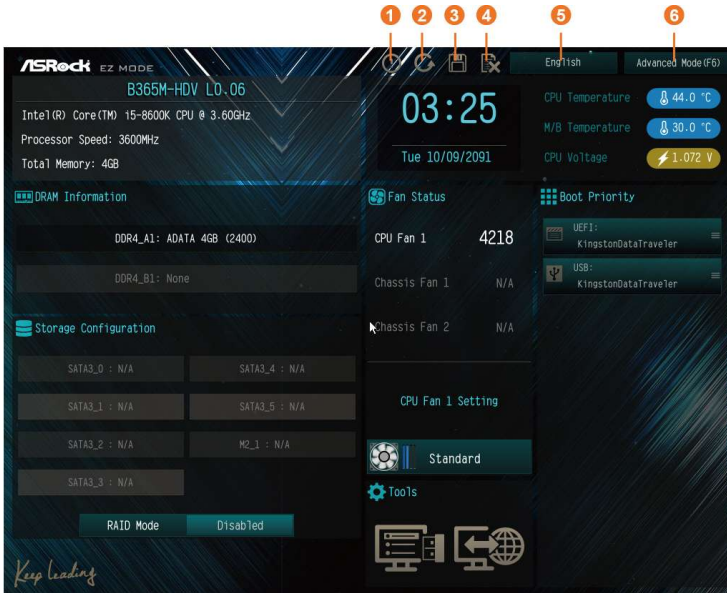 1 2 3 4 5 6
ASRock EZ MODE
English
Advanced Mode(F6)
B365M-HDV L0.06
Intel(R) Core(TM) i5-8600K CPU @ 3.60GHz
Processor Speed: 3600MHz
Total Memory: 4GB
03:25
Tue 10/09/2091
CPU Temperature 44.0 °C
M/B Temperature 30.0 °C
CPU Voltage 1.072 V
DRAM Information
DDR4_A1: ADATA 4GB (2400)
DDR4_B1: None
Storage Configuration
SATA3_0 : N/A
SATA3_4 : N/A
SATA3_1 : N/A
SATA3_5 : N/A
SATA3_2 : N/A
M2_1 : N/A
SATA3_3 : N/A
RAID Mode Disabled
Keep Leading
Fan Status
CPU Fan 1 4218
Chassis Fan 1 N/A
Chassis Fan 2 N/A
CPU Fan 1 Setting
Standard
Tools
Boot Priority
UEFI:
KingstonDataTraveler
USB:
KingstonDataTraveler